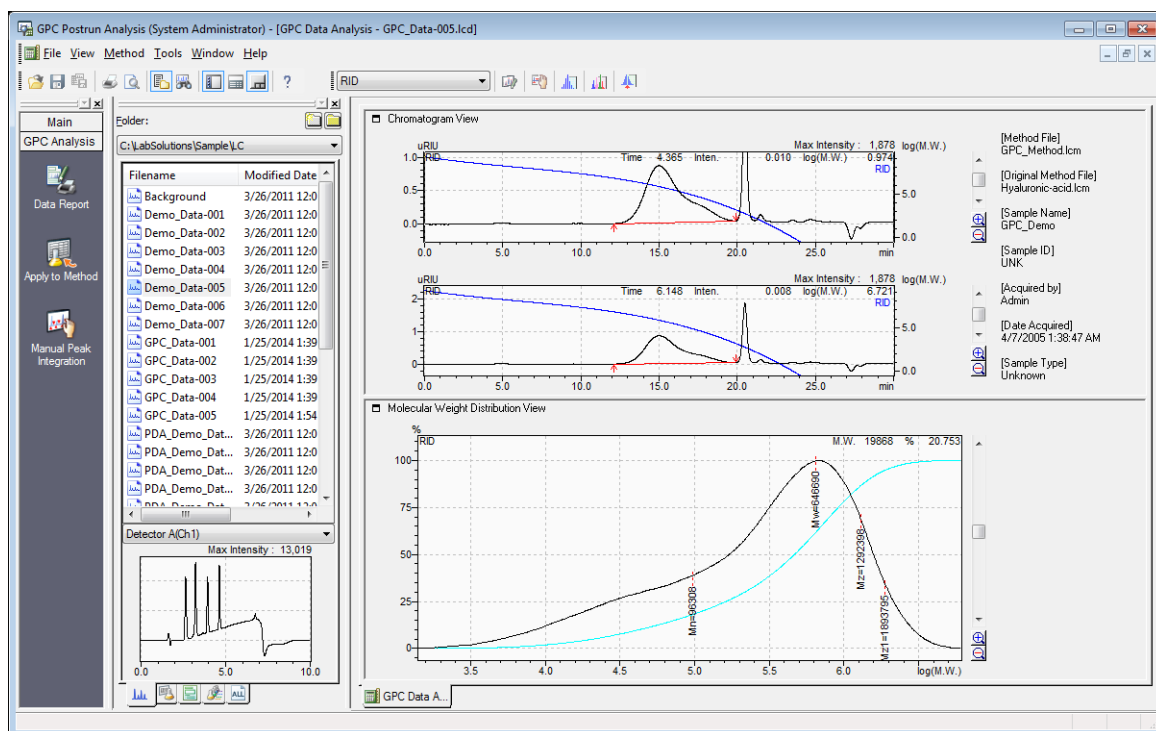 GPC Postrun Analysis (System Administrator) - [GPC Data Analysis - GPC_Data-005.lcd]
File View Method Tools Window Help
RID
Main
GPC Analysis
Data Report
Apply to Method
Manual Peak
Integration
Folder:
C:\LabSolutions\Sample\LC
Filename Modified Date
Background 3/26/2011 12:0
Demo_Data-001 3/26/2011 12:0
Demo_Data-002 3/26/2011 12:0
Demo_Data-003 3/26/2011 12:0
Demo_Data-004 3/26/2011 12:0
Demo_Data-005 3/26/2011 12:0
Demo_Data-006 3/26/2011 12:0
Demo_Data-007 3/26/2011 12:0
GPC_Data-001 1/25/2014 1:39
GPC_Data-002 1/25/2014 1:39
GPC_Data-003 1/25/2014 1:39
GPC_Data-004 1/25/2014 1:39
GPC_Data-005 1/25/2014 1:54
PDA_Demo_Dat... 3/26/2011 12:0
PDA_Demo_Dat... 3/26/2011 12:0
PDA_Demo_Dat... 3/26/2011 12:0
PDA_Demo_Dat... 3/26/2011 12:0
Detector A(Ch1)
Max Intensity : 13,019
0.0 5.0 10.0
ALL
Chromatogram View
uRIU Max Intensity : 1,878 log(M.W.)
RID Time 4.365 Inten. 0.010 log(M.W.) 0.974
RID
1.0
0.5
0.0
5.0
0.0
0.0 5.0 10.0 15.0 20.0 25.0 min
uRIU Max Intensity : 1,878 log(M.W.)
RID Time 6.148 Inten. 0.008 log(M.W.) 6.721
RID
2
1
0
5.0
0.0
0.0 5.0 10.0 15.0 20.0 25.0 min
[Method File]
GPC_Method.lcm
[Original Method File]
Hyaluronic-acid.lcm
[Sample Name]
GPC_Demo
[Sample ID]
UNK
[Acquired by]
Admin
[Date Acquired]
4/7/2005 1:38:47 AM
[Sample Type]
Unknown
Molecular Weight Distribution View
%
RID M.W. 19868 % 20.753
100
75
50
25
0
Mn=96308
Mw=646690
Mz=1292398
Mz1=1893795
3.5 4.0 4.5 5.0 5.5 6.0 log(M.W.)
GPC Data A...